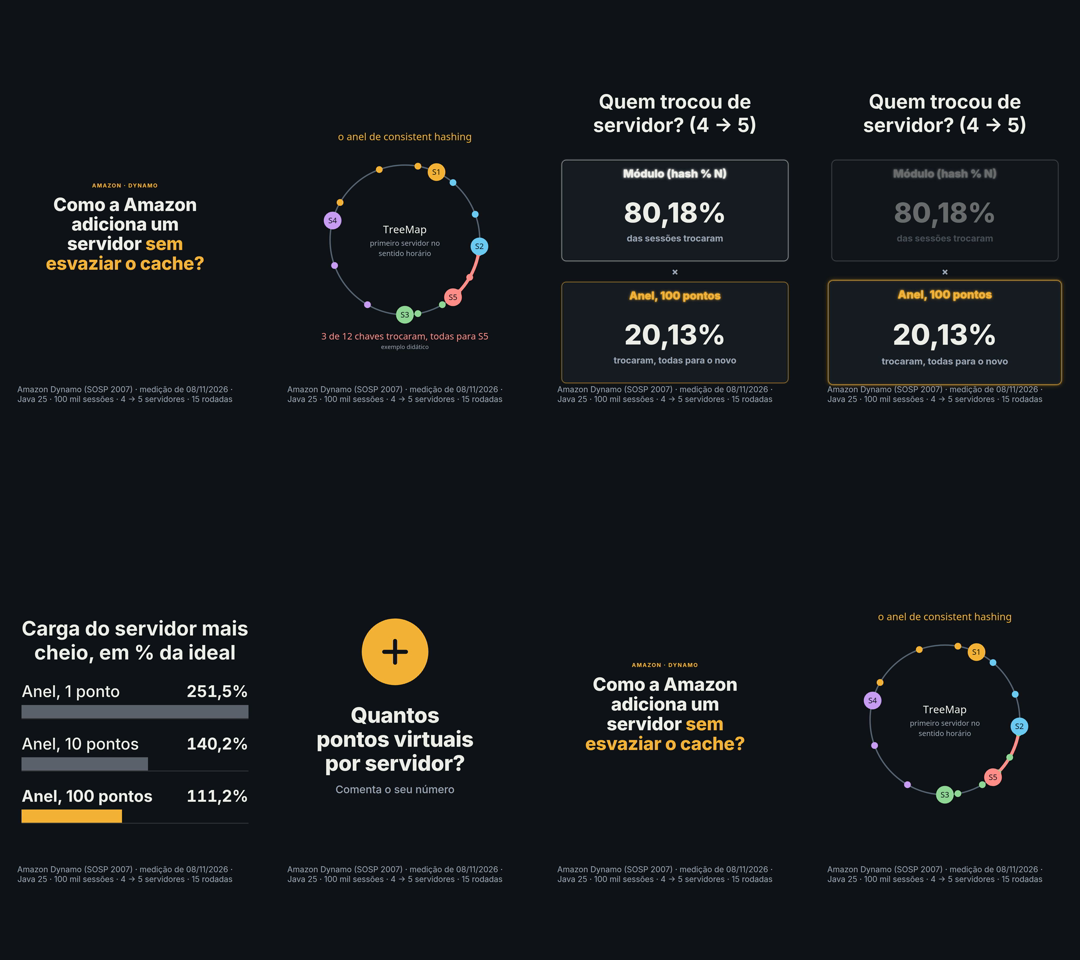 AMAZON · DYNAMO
Como a Amazon
adiciona um
servidor sem
esvaziar o cache?
Amazon Dynamo (SOSP 2007) · medição de 08/11/2026 ·
Java 25 · 100 mil sessões · 4 → 5 servidores · 15 rodadas
o anel de consistent hashing
S1
S4
TreeMap
primeiro servidor no
sentido horário
S2
S5
S3
3 de 12 chaves trocaram, todas para S5
exemplo didático
Amazon Dynamo (SOSP 2007) · medição de 08/11/2026 ·
Java 25 · 100 mil sessões · 4 → 5 servidores · 15 rodadas
Quem trocou de
servidor? (4 → 5)
Módulo (hash % N)
80,18%
das sessões trocaram
×
Anel, 100 pontos
20,13%
trocaram, todas para o novo
Amazon Dynamo (SOSP 2007) · medição de 08/11/2026 ·
Java 25 · 100 mil sessões · 4 → 5 servidores · 15 rodadas
Quem trocou de
servidor? (4 → 5)
Módulo (hash % N)
80,18%
das sessões trocaram
×
Anel, 100 pontos
20,13%
trocaram, todas para o novo
Amazon Dynamo (SOSP 2007) · medição de 08/11/2026 ·
Java 25 · 100 mil sessões · 4 → 5 servidores · 15 rodadas
Carga do servidor mais
cheio, em % da ideal
Anel, 1 ponto 251,5%
Anel, 10 pontos 140,2%
Anel, 100 pontos 111,2%
Amazon Dynamo (SOSP 2007) · medição de 08/11/2026 ·
Java 25 · 100 mil sessões · 4 → 5 servidores · 15 rodadas
+
Quantos
pontos virtuais
por servidor?
Comenta o seu número
Amazon Dynamo (SOSP 2007) · medição de 08/11/2026 ·
Java 25 · 100 mil sessões · 4 → 5 servidores · 15 rodadas
AMAZON · DYNAMO
Como a Amazon
adiciona um
servidor sem
esvaziar o cache?
Amazon Dynamo (SOSP 2007) · medição de 08/11/2026 ·
Java 25 · 100 mil sessões · 4 → 5 servidores · 15 rodadas
o anel de consistent hashing
S1
S4
TreeMap
primeiro servidor no
sentido horário
S2
S5
S3
Amazon Dynamo (SOSP 2007) · medição de 08/11/2026 ·
Java 25 · 100 mil sessões · 4 → 5 servidores · 15 rodadas